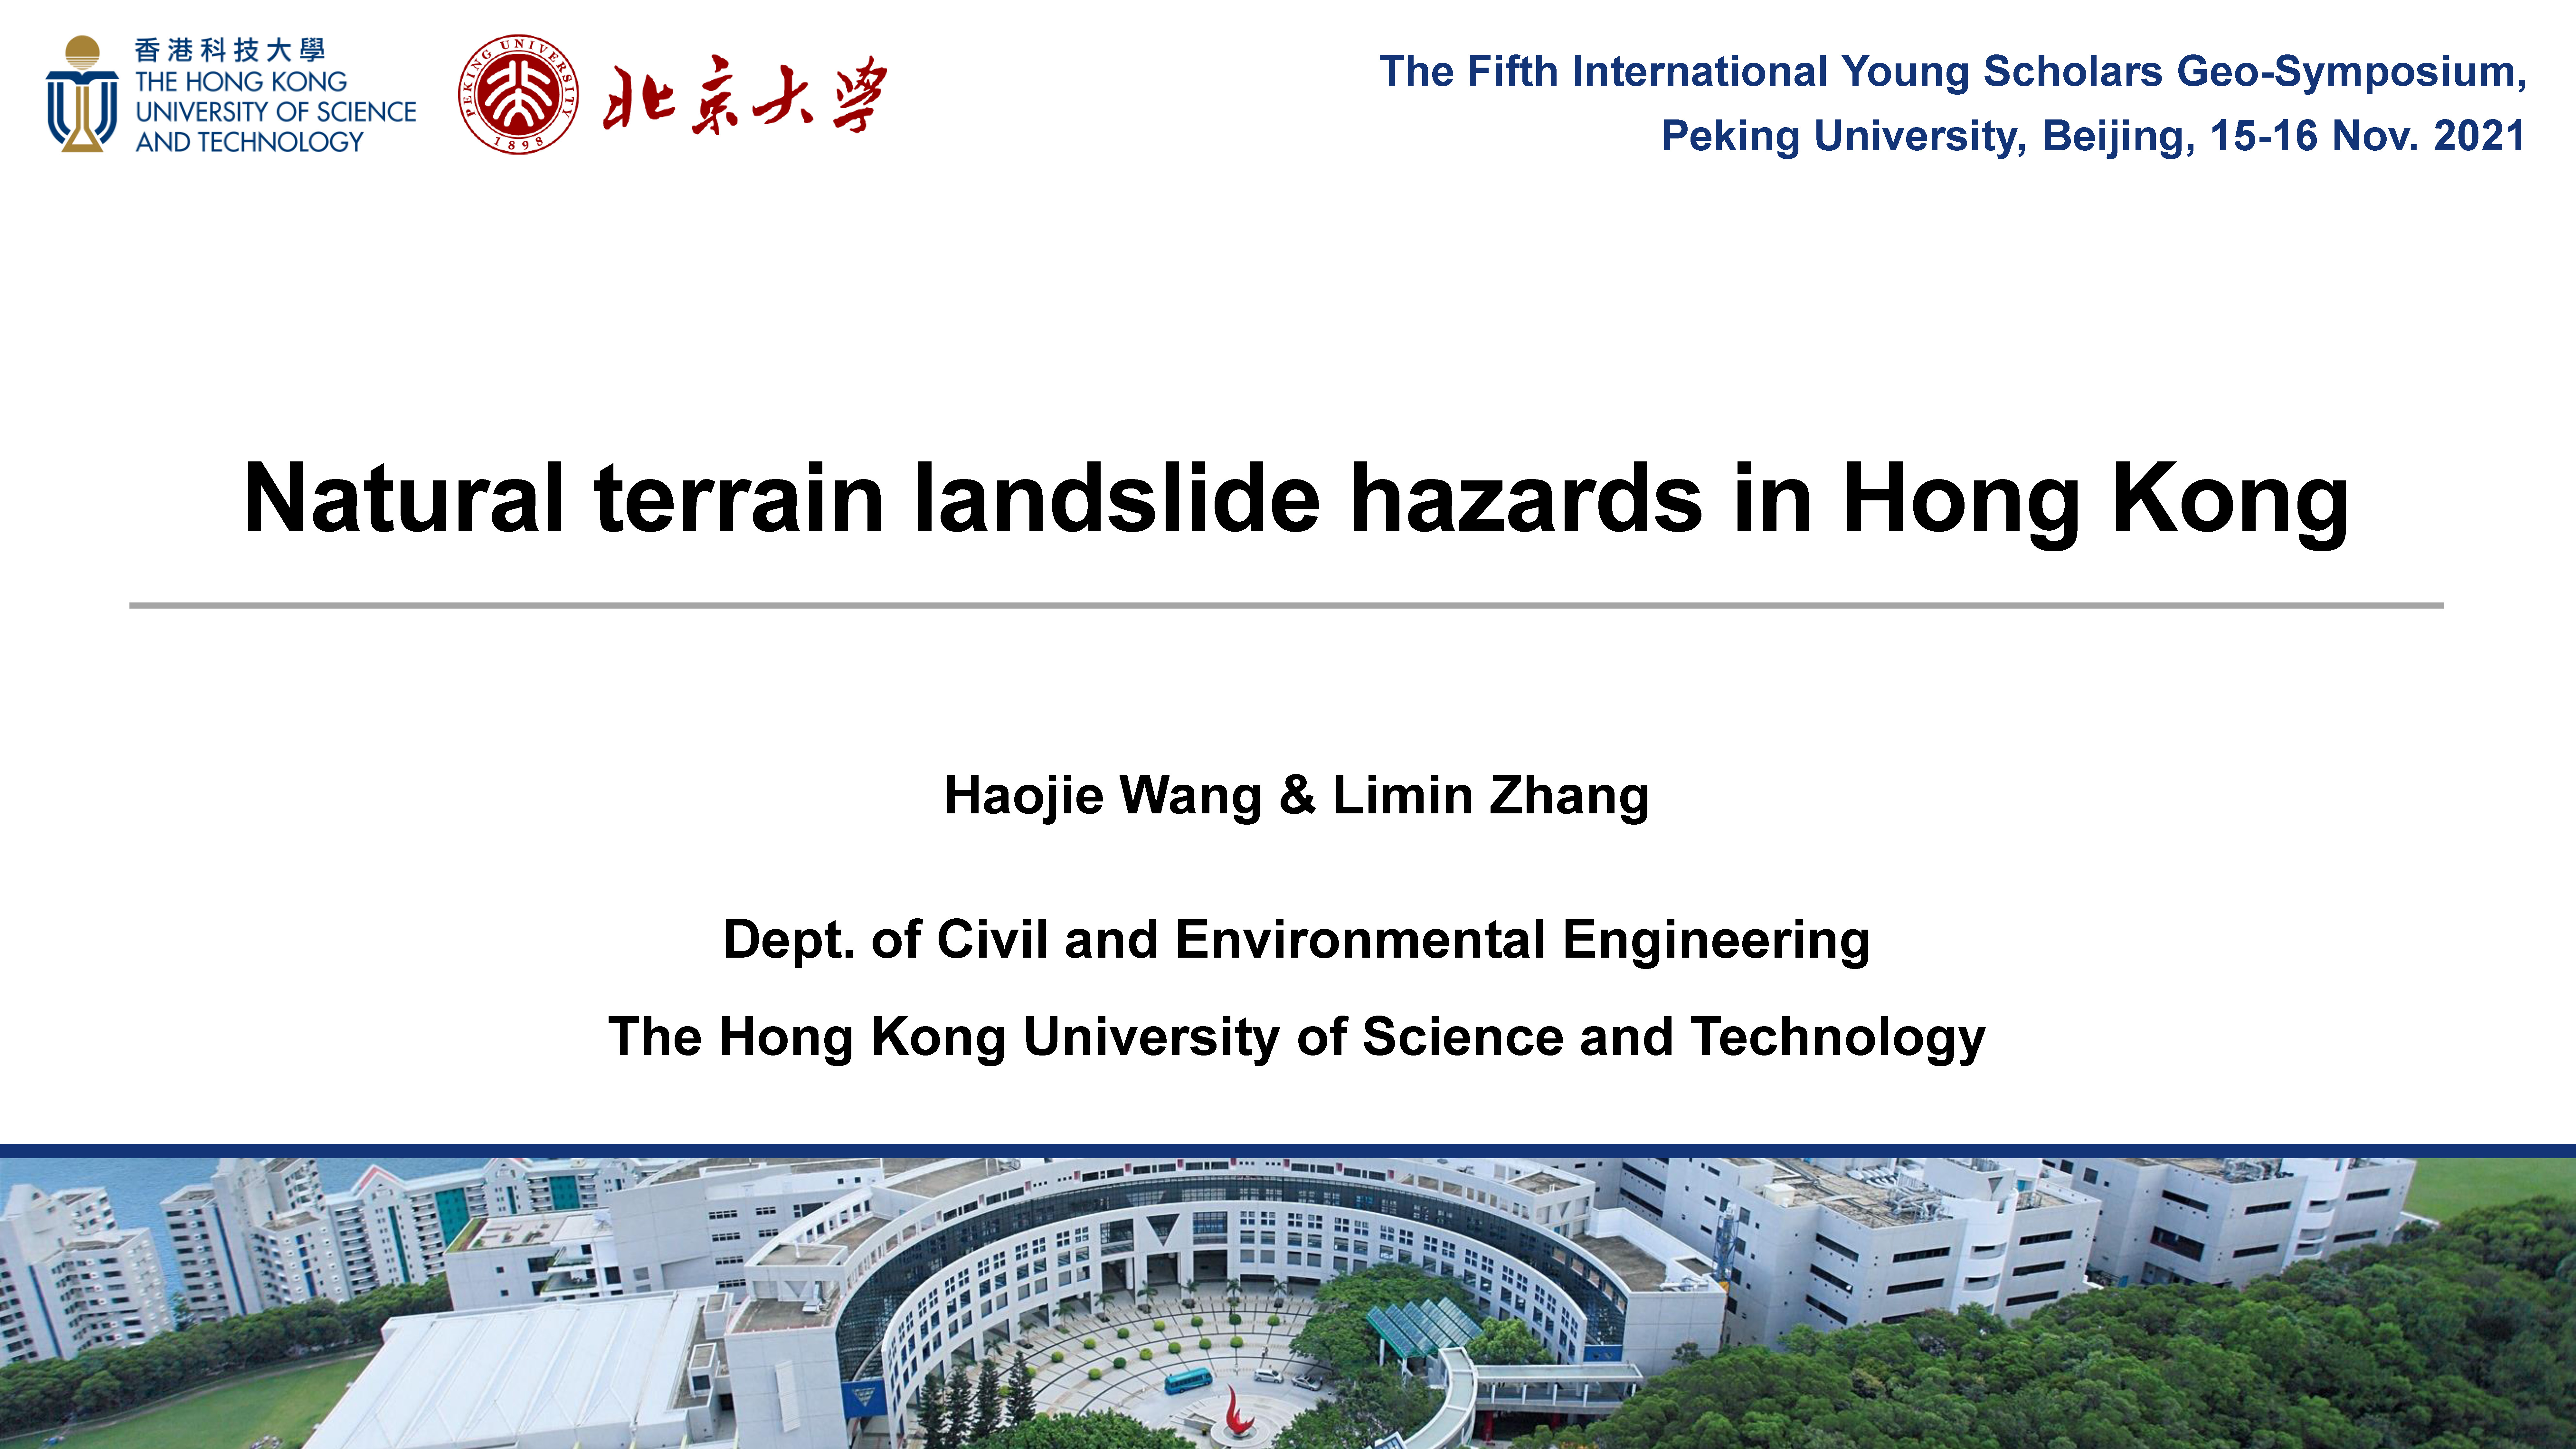 香港科技大學
THE HONG KONG
UNIVERSITY OF SCIENCE
AND TECHNOLOGY
PEKING UNIVERSITY
1898
北京大學
The Fifth International Young Scholars Geo-Symposium,
Peking University, Beijing, 15-16 Nov. 2021
Natural terrain landslide hazards in Hong Kong
Haojie Wang & Limin Zhang
Dept. of Civil and Environmental Engineering
The Hong Kong University of Science and Technology